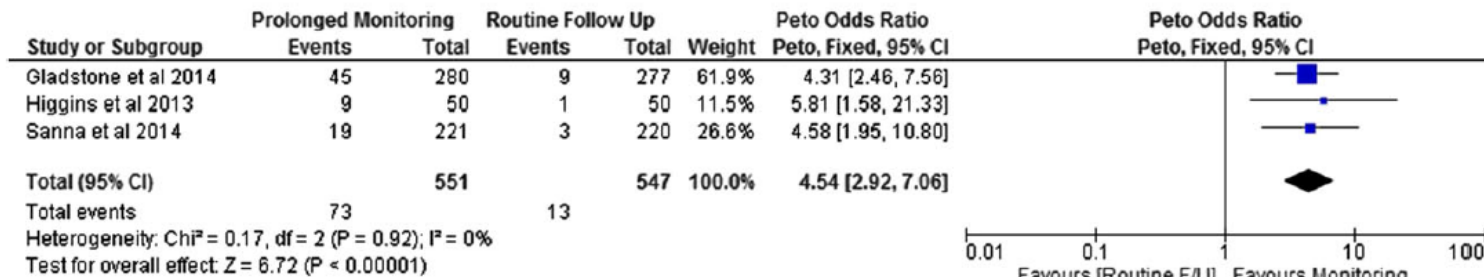 Prolonged Monitoring Routine Follow Up Peto Odds Ratio Peto Odds Ratio
Study or Subgroup Events Total Events Total Weight Peto, Fixed, 95% CI Peto, Fixed, 95% CI
Gladstone et al 2014 45 280 9 277 61.9% 4.31 [2.46, 7.56]
Higgins et al 2013 9 50 1 50 11.5% 5.81 [1.58, 21.33]
Sanna et al 2014 19 221 3 220 26.6% 4.58 [1.95, 10.80]
Total (95% CI) 551 547 100.0% 4.54 [2.92, 7.06]
Total events 73 13
Heterogeneity: Chi² = 0.17, df = 2 (P = 0.92); I² = 0%
Test for overall effect: Z = 6.72 (P < 0.00001)
0.01 0.1 1 10 100
Favours [Routine F/U] Favours Monitoring